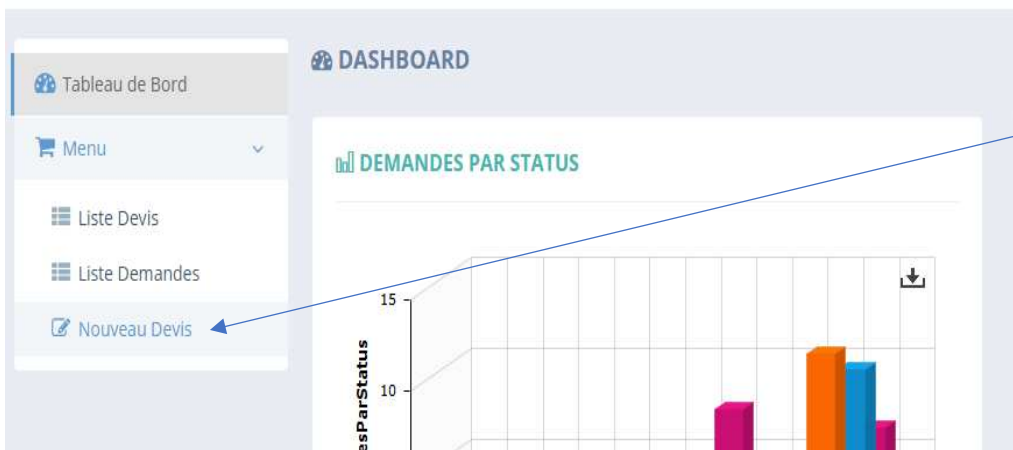 Tableau de Bord
Menu
Liste Devis
Liste Demandes
Nouveau Devis
DASHBOARD
DEMANDES PAR STATUS
15
10
esParStatus